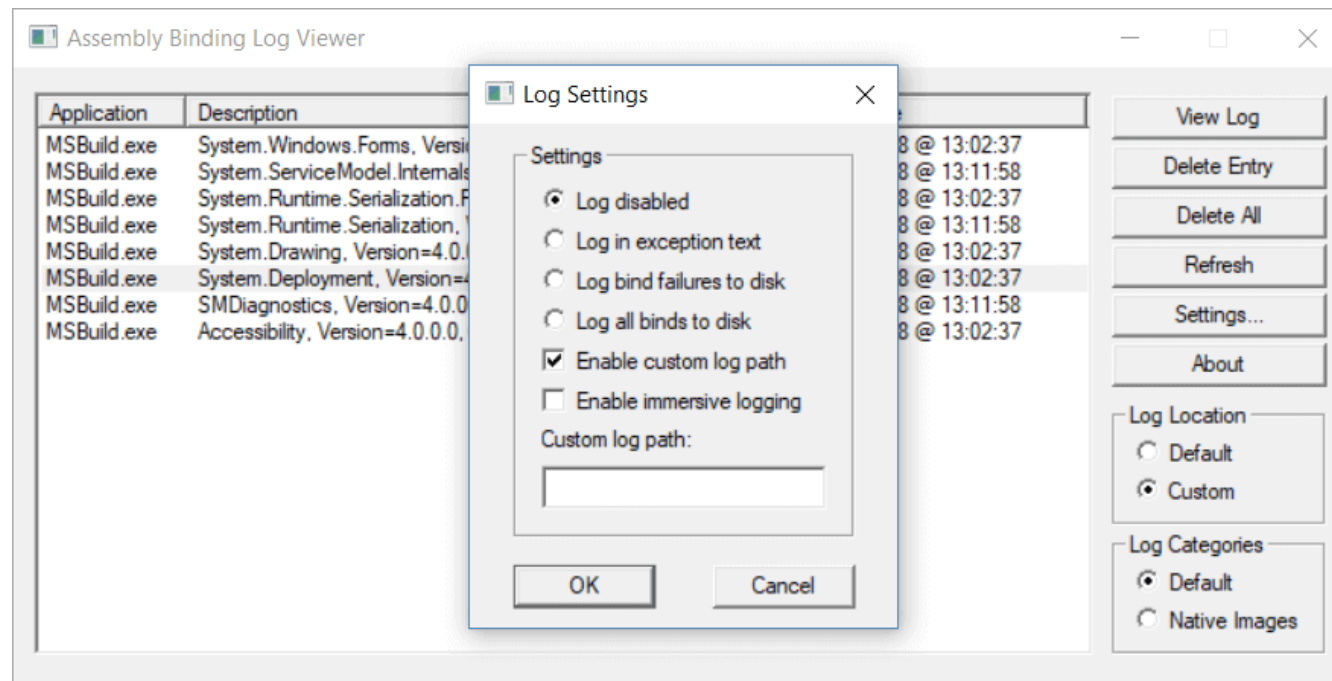 Assembly Binding Log Viewer
Application Description
MSBuild.exe System.Windows.Forms, 8 @ 13:02:37
MSBuild.exe System.ServiceModel.Internals 8 @ 13:11:58
MSBuild.exe System.Runtime.Serialization. 8 @ 13:02:37
MSBuild.exe System.Runtime.Serialization, 8 @ 13:11:58
MSBuild.exe System.Drawing, Version=4.0. 8 @ 13:02:37
MSBuild.exe System.Deployment, Version= 8 @ 13:02:37
MSBuild.exe SMDiagnostics, Version=4.0.0 8 @ 13:11:58
MSBuild.exe Accessibility, Version=4.0.0.0, 8 @ 13:02:37
Log Settings
Settings
Log disabled
Log in exception text
Log bind failures to disk
Log all binds to disk
Enable custom log path
Enable immersive logging
Custom log path:
OK
Cancel
View Log
Delete Entry
Delete All
Refresh
Settings...
About
Log Location
Default
Custom
Log Categories
Default
Native Images